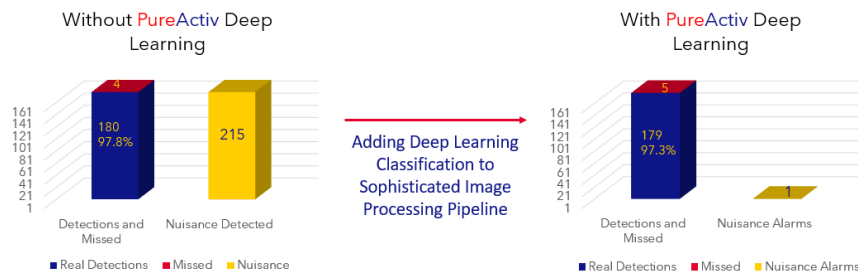 Without PureActiv Deep
Learning
4
161
141
121
101
81
61
41
21
1
180
97.8%
215
Detections and
Missed
Nuisance Detected
Real Detections
Missed
Nuisance
Adding Deep Learning
Classification to
Sophisticated Image
Processing Pipeline
With PureActiv Deep
Learning
5
161
141
121
101
81
61
41
21
1
179
97.3%
1
Detections and
Missed
Nuisance Alarms
Real Detections
Missed
Nuisance Alarms